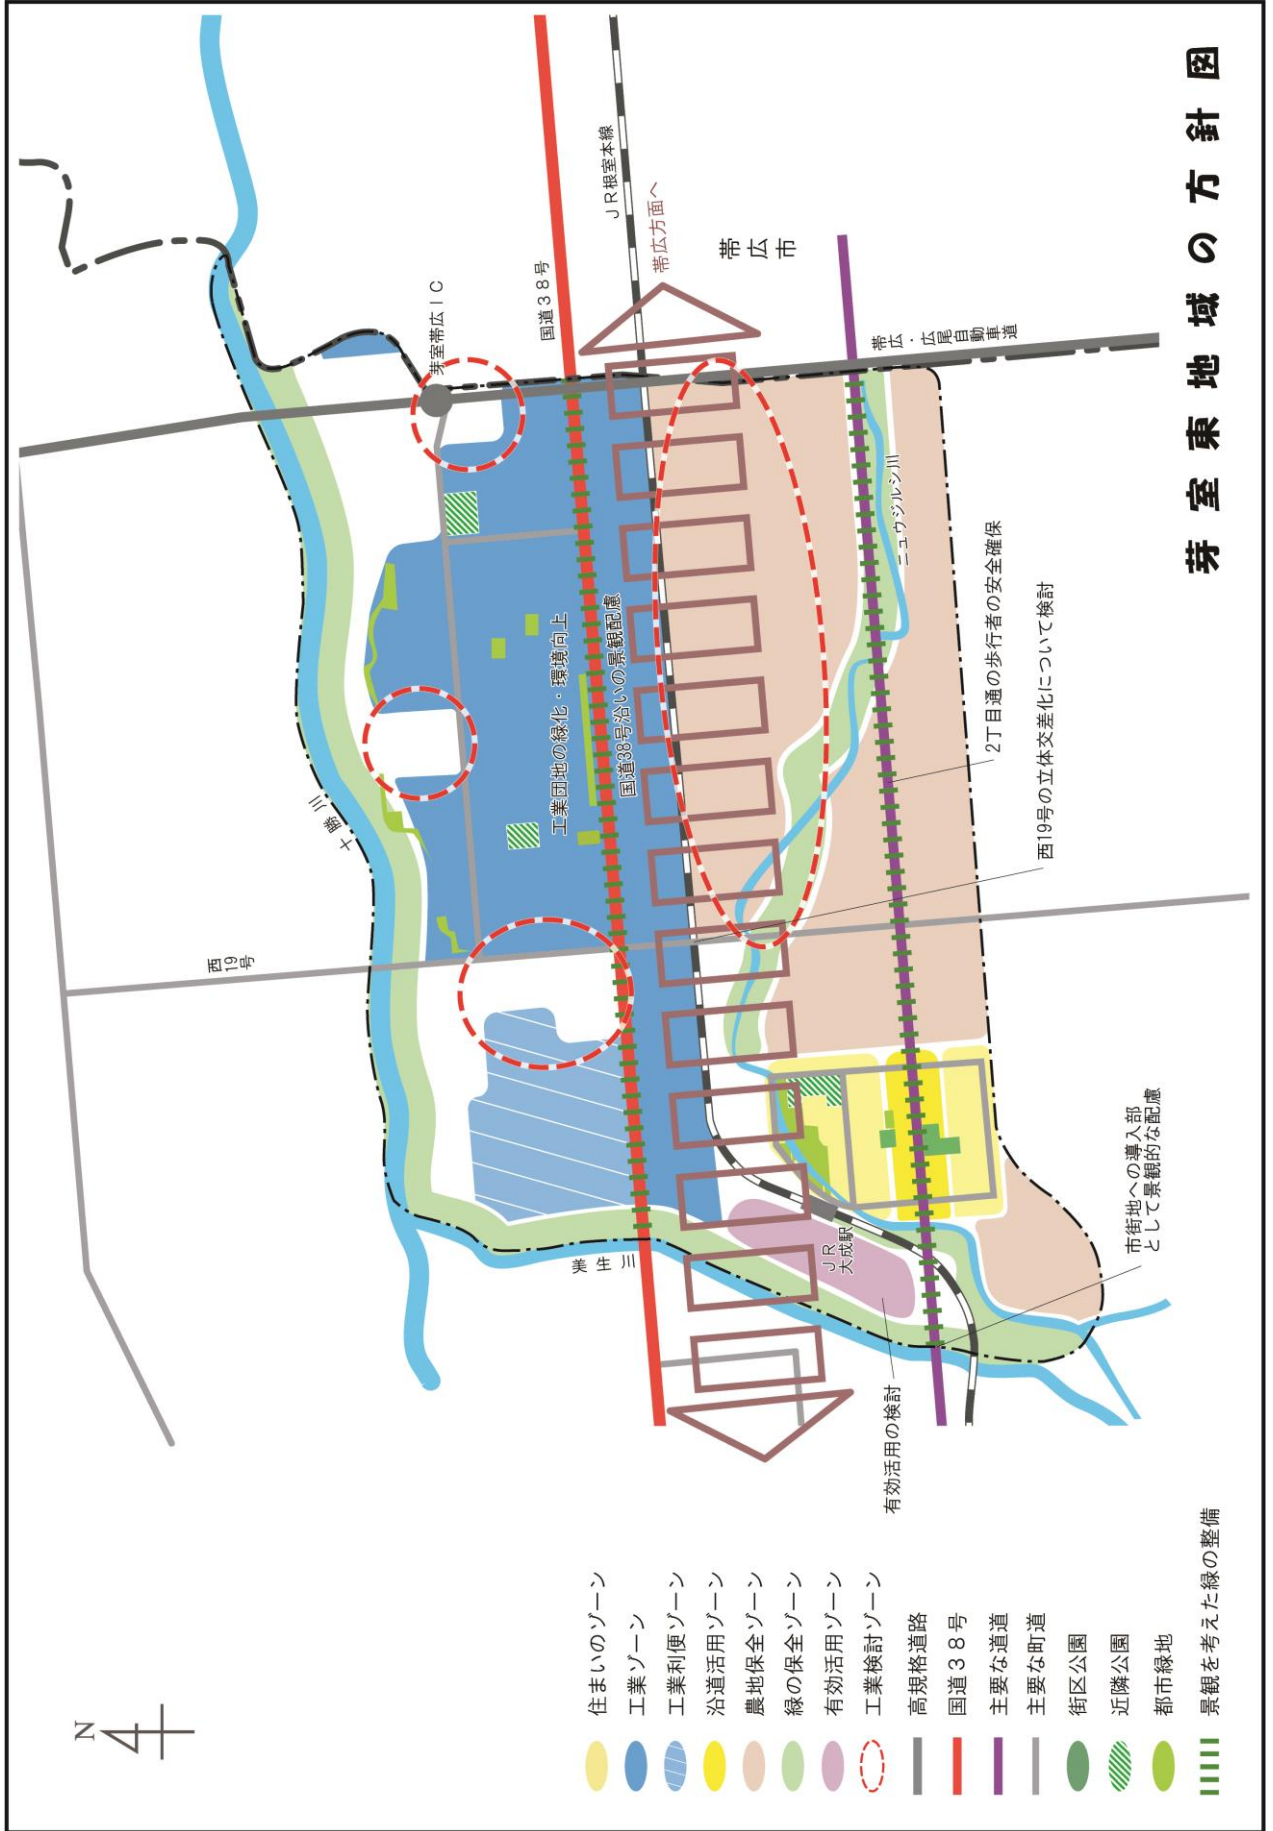 芽室東地域の方針図
N
西
19
号
十勝川
美生川
芽室帯広IC
国道38号
JR根室本線
帯広方面へ
帯
広
市
帯広・広尾自動車道
工業団地の緑化・環境向上
国道38号沿いの景観配慮
ニュウジルシ川
2丁目通の歩行者の安全確保
西19号の立体交差化について検討
JR
大成駅
有効活用の検討
市街地への導入部
として景観的な配慮
住まいのゾーン
工業ゾーン
工業利便ゾーン
沿道活用ゾーン
農地保全ゾーン
緑の保全ゾーン
有効活用ゾーン
工業検討ゾーン
高規格道路
国道38号
主要な道道
主要な町道
街区公園
近隣公園
都市緑地
景観を考えた緑の整備